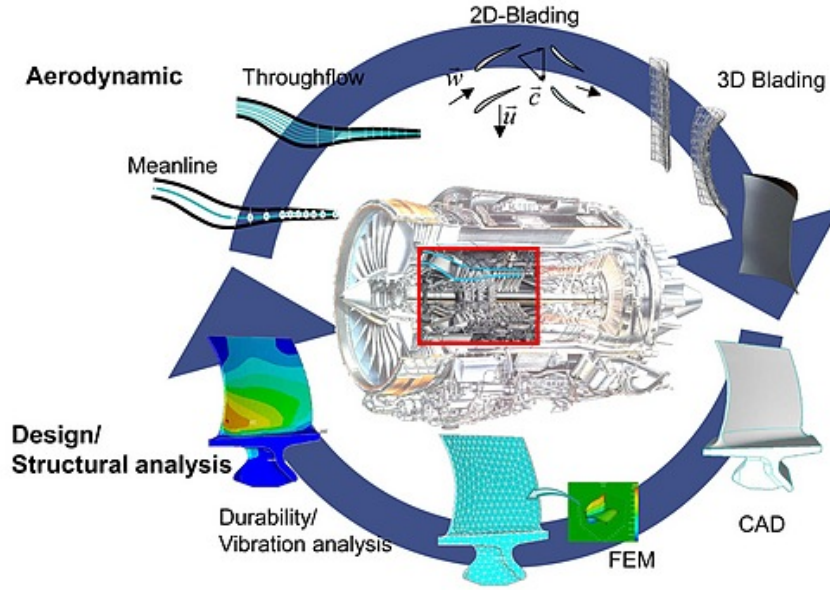 2D-Blading
Aerodynamic
Throughflow
3D Blading
w
c
u
Meanline
Design/
Structural analysis
Durability/
Vibration analysis
FEM
CAD